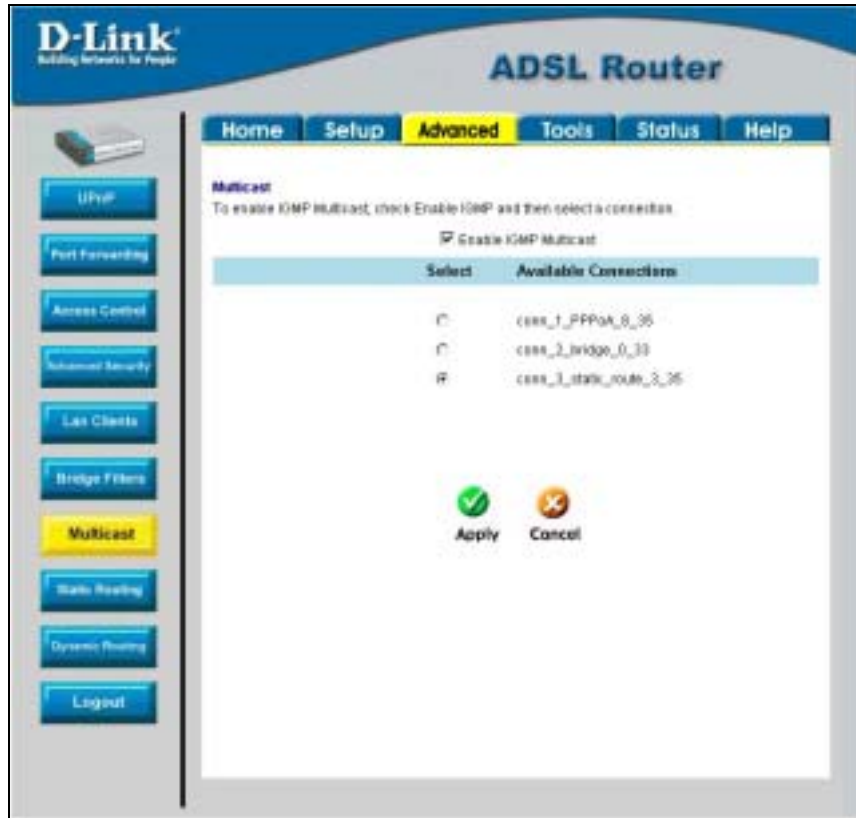 D-Link
Building Networks for People
ADSL Router
Home Setup Advanced Tools Status Help
UPnP
Port Forwarding
Access Control
Advanced Security
Lan Clients
Bridge Filters
Multicast
Static Routing
Dynamic Routing
Logout
Multicast
To enable IGMP Multicast, check Enable IGMP and then select a connection.
Enable IGMP Multicast
Select Available Connections
conn_1_PPPoA_8_35
conn_2_bridge_0_33
conn_3_static_route_3_35
Apply Cancel